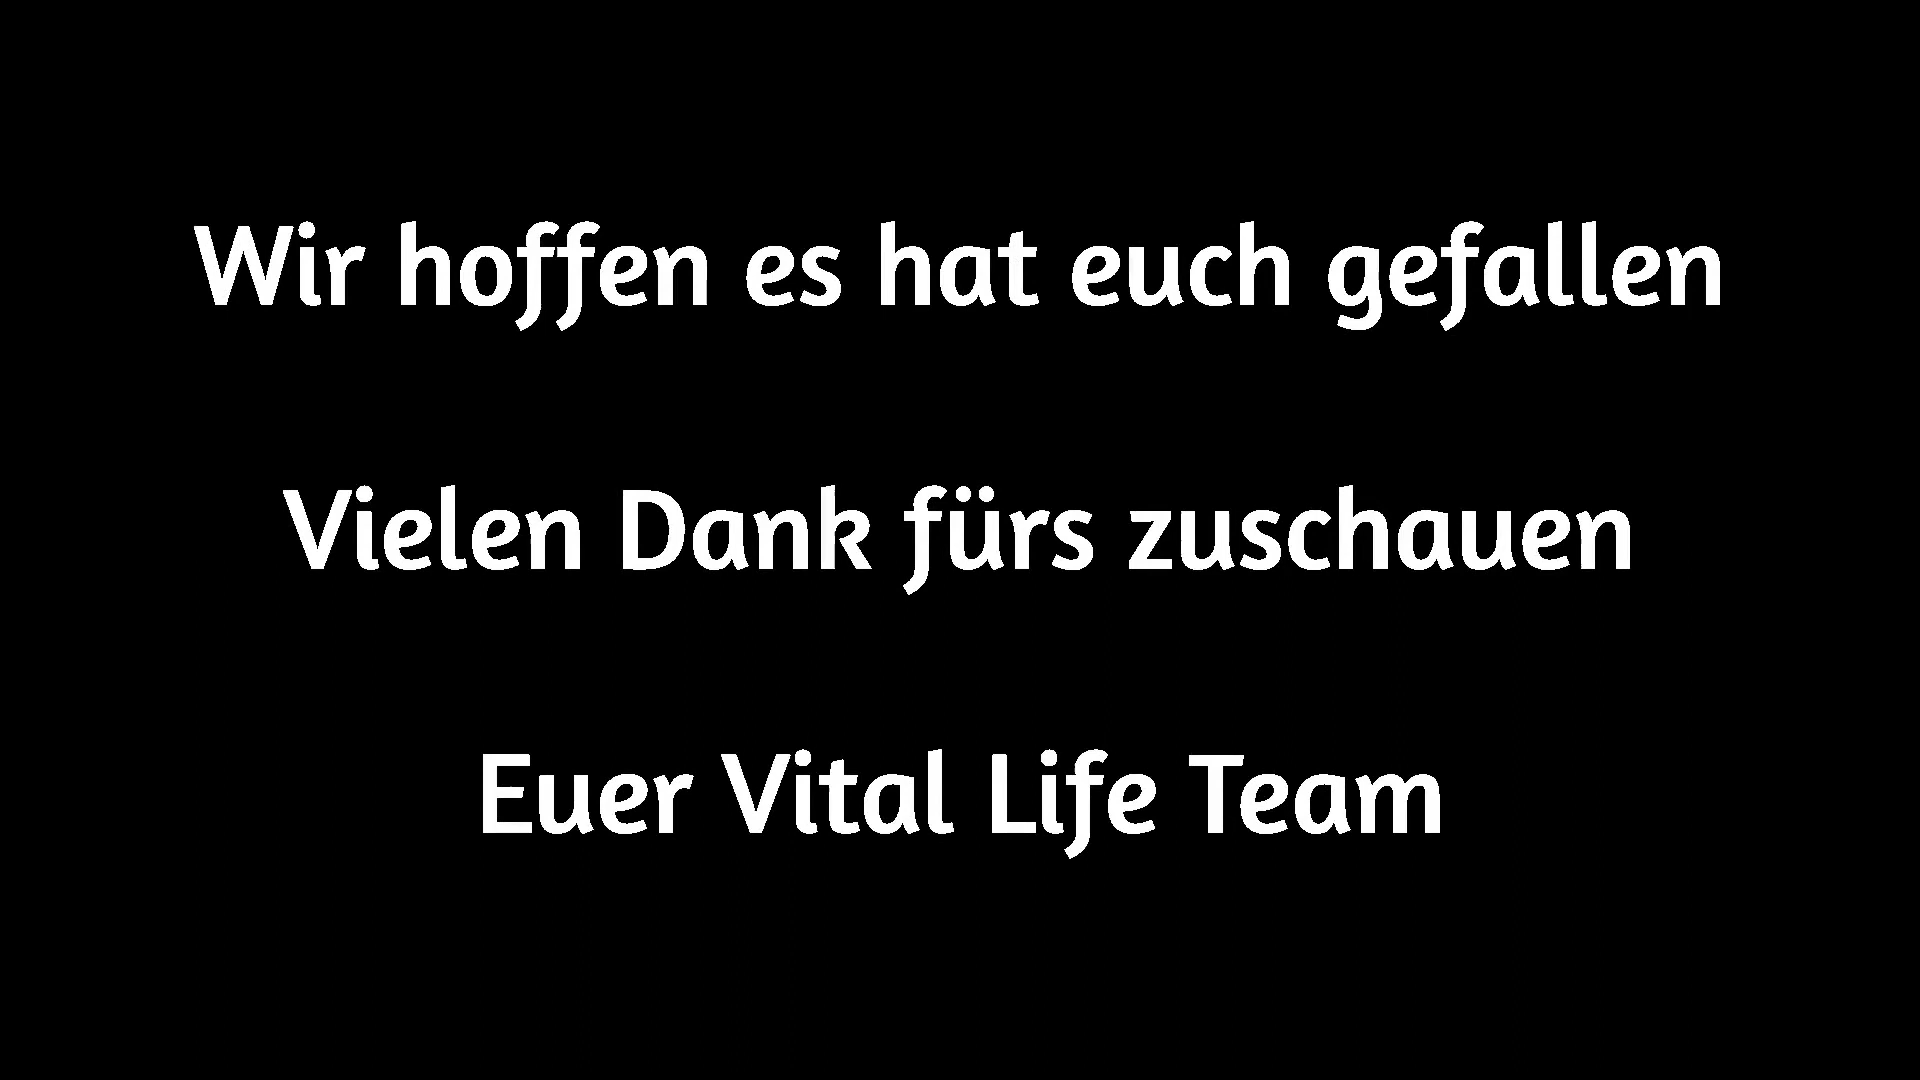 Wir hoffen es hat euch gefallen
Vielen Dank fürs zuschauen
Euer Vital Life Team